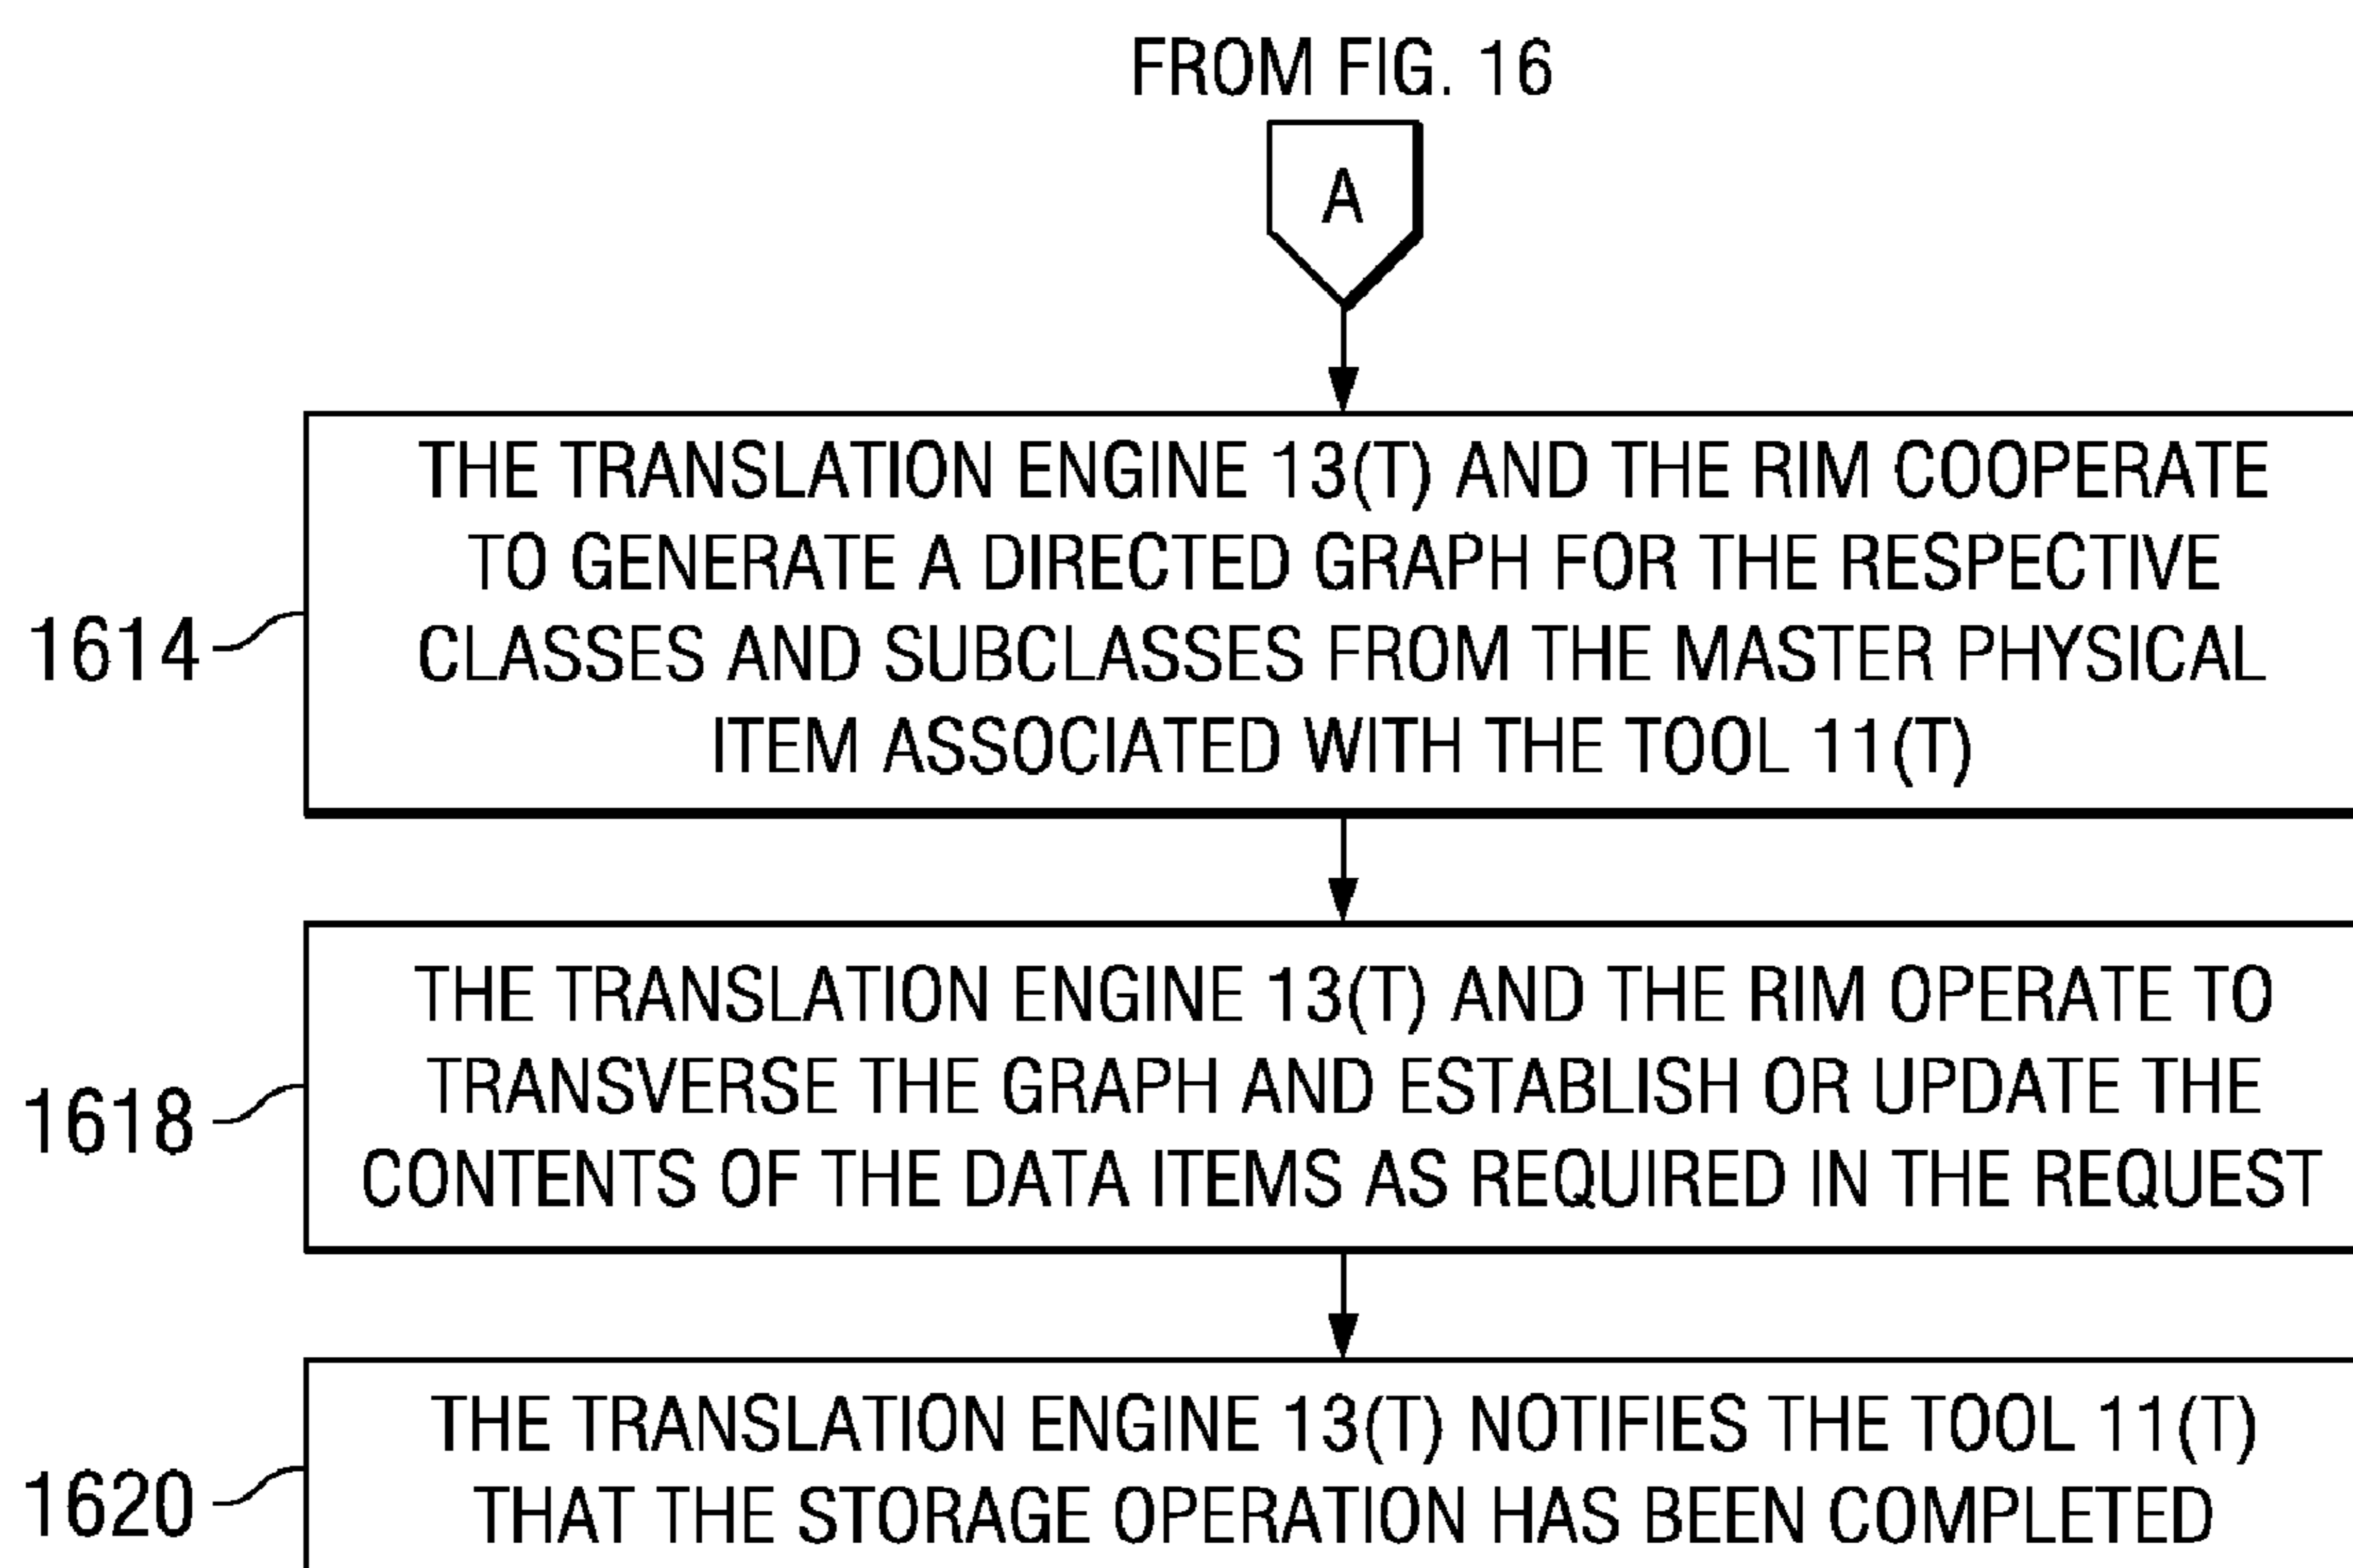 FROM FIG. 16
A
THE TRANSLATION ENGINE 13(T) AND THE RIM COOPERATE
TO GENERATE A DIRECTED GRAPH FOR THE RESPECTIVE
CLASSES AND SUBCLASSES FROM THE MASTER PHYSICAL
ITEM ASSOCIATED WITH THE TOOL 11(T)
1614
THE TRANSLATION ENGINE 13(T) AND THE RIM OPERATE TO
TRANSVERSE THE GRAPH AND ESTABLISH OR UPDATE THE
CONTENTS OF THE DATA ITEMS AS REQUIRED IN THE REQUEST
1618
THE TRANSLATION ENGINE 13(T) NOTIFIES THE TOOL 11(T)
THAT THE STORAGE OPERATION HAS BEEN COMPLETED
1620